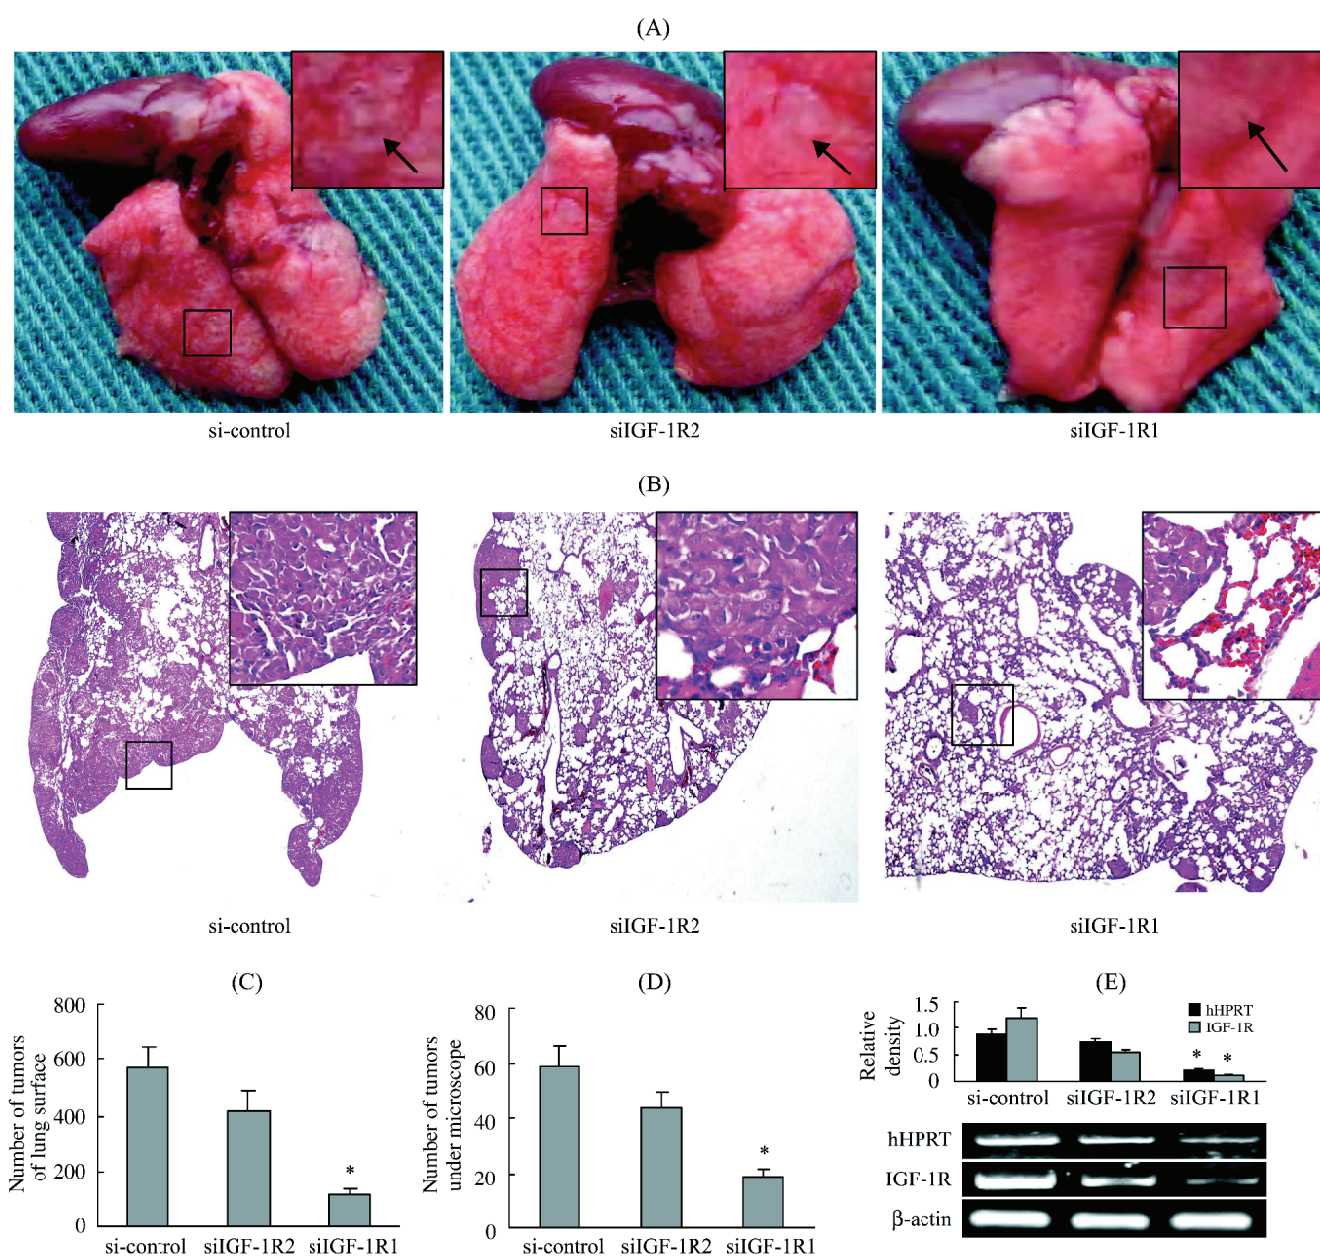 (A)
si-control siIGF-1R2 siIGF-1R1
(B)
si-control siIGF-1R2 siIGF-1R1
(C)
Number of tumors
of lung surface
800
600
400
200
0
*
si-control siIGF-1R2 siIGF-1R1
(D)
Number of tumors
under microscope
80
60
40
20
0
*
si-control siIGF-1R2 siIGF-1R1
(E)
Relative
density
1.5
1.0
0.5
0
hHPRT
IGF-1R
* *
si-control siIGF-1R2 siIGF-1R1
hHPRT
IGF-1R
β-actin